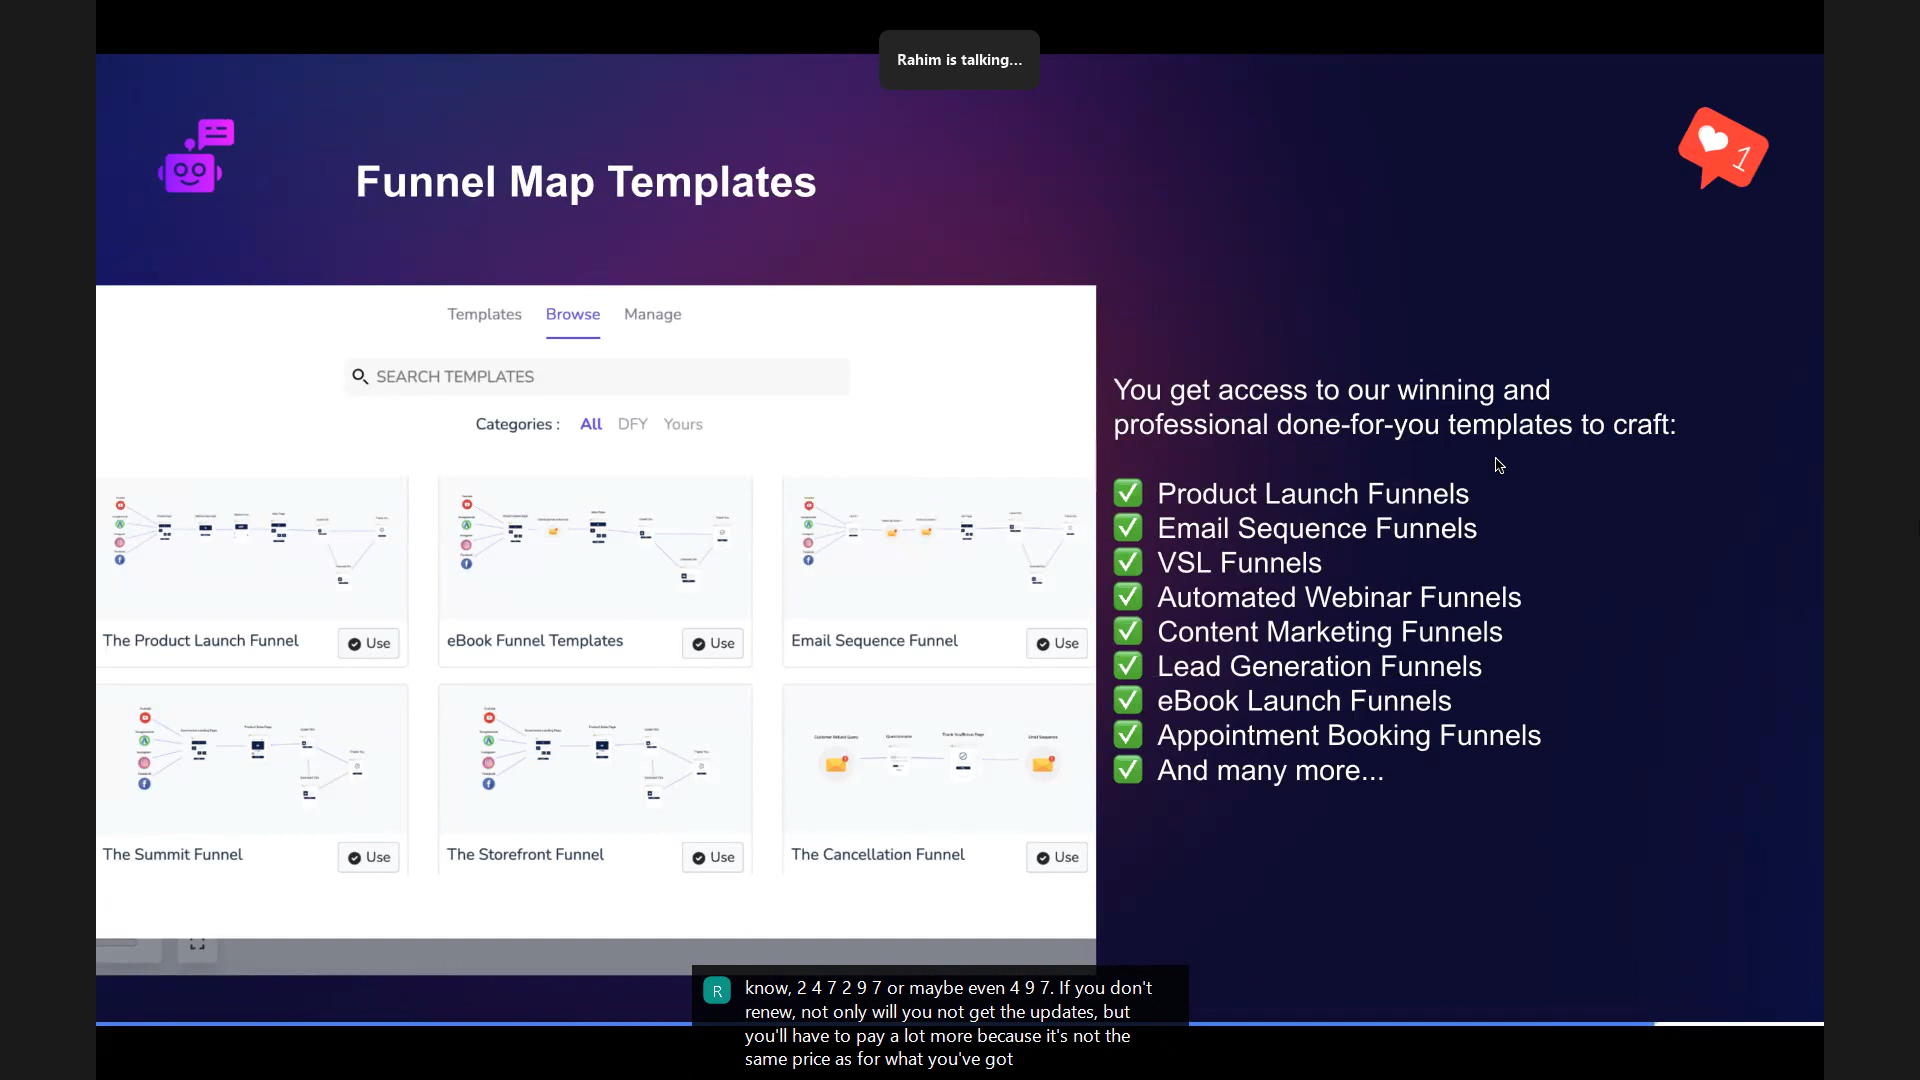 Rahim is talking...
1
Funnel Map Templates
Templates Browse Manage
SEARCH TEMPLATES
Categories : All DFY Yours
The Product Launch Funnel Use
eBook Funnel Templates Use
Email Sequence Funnel Use
The Summit Funnel Use
The Storefront Funnel Use
The Cancellation Funnel Use
You get access to our winning and
professional done-for-you templates to craft:
✅ Product Launch Funnels
✅ Email Sequence Funnels
✅ VSL Funnels
✅ Automated Webinar Funnels
✅ Content Marketing Funnels
✅ Lead Generation Funnels
✅ eBook Launch Funnels
✅ Appointment Booking Funnels
✅ And many more...
R
know, 2 4 7 2 9 7 or maybe even 4 9 7. If you don't
renew, not only will you not get the updates, but
you'll have to pay a lot more because it's not the
same price as for what you've got